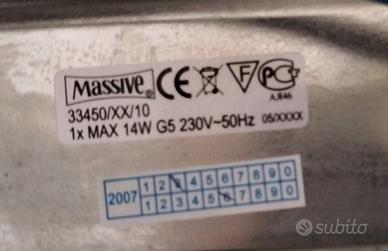 Massive®
CE F PC
A.Я46
33450/XX/10
1x MAX 14W G5 230V~50Hz 05/XXXX
2007
1 2 3 4 5 6 7 8 9 0
1 2 3 4 5 6 7 8 9 0
subito